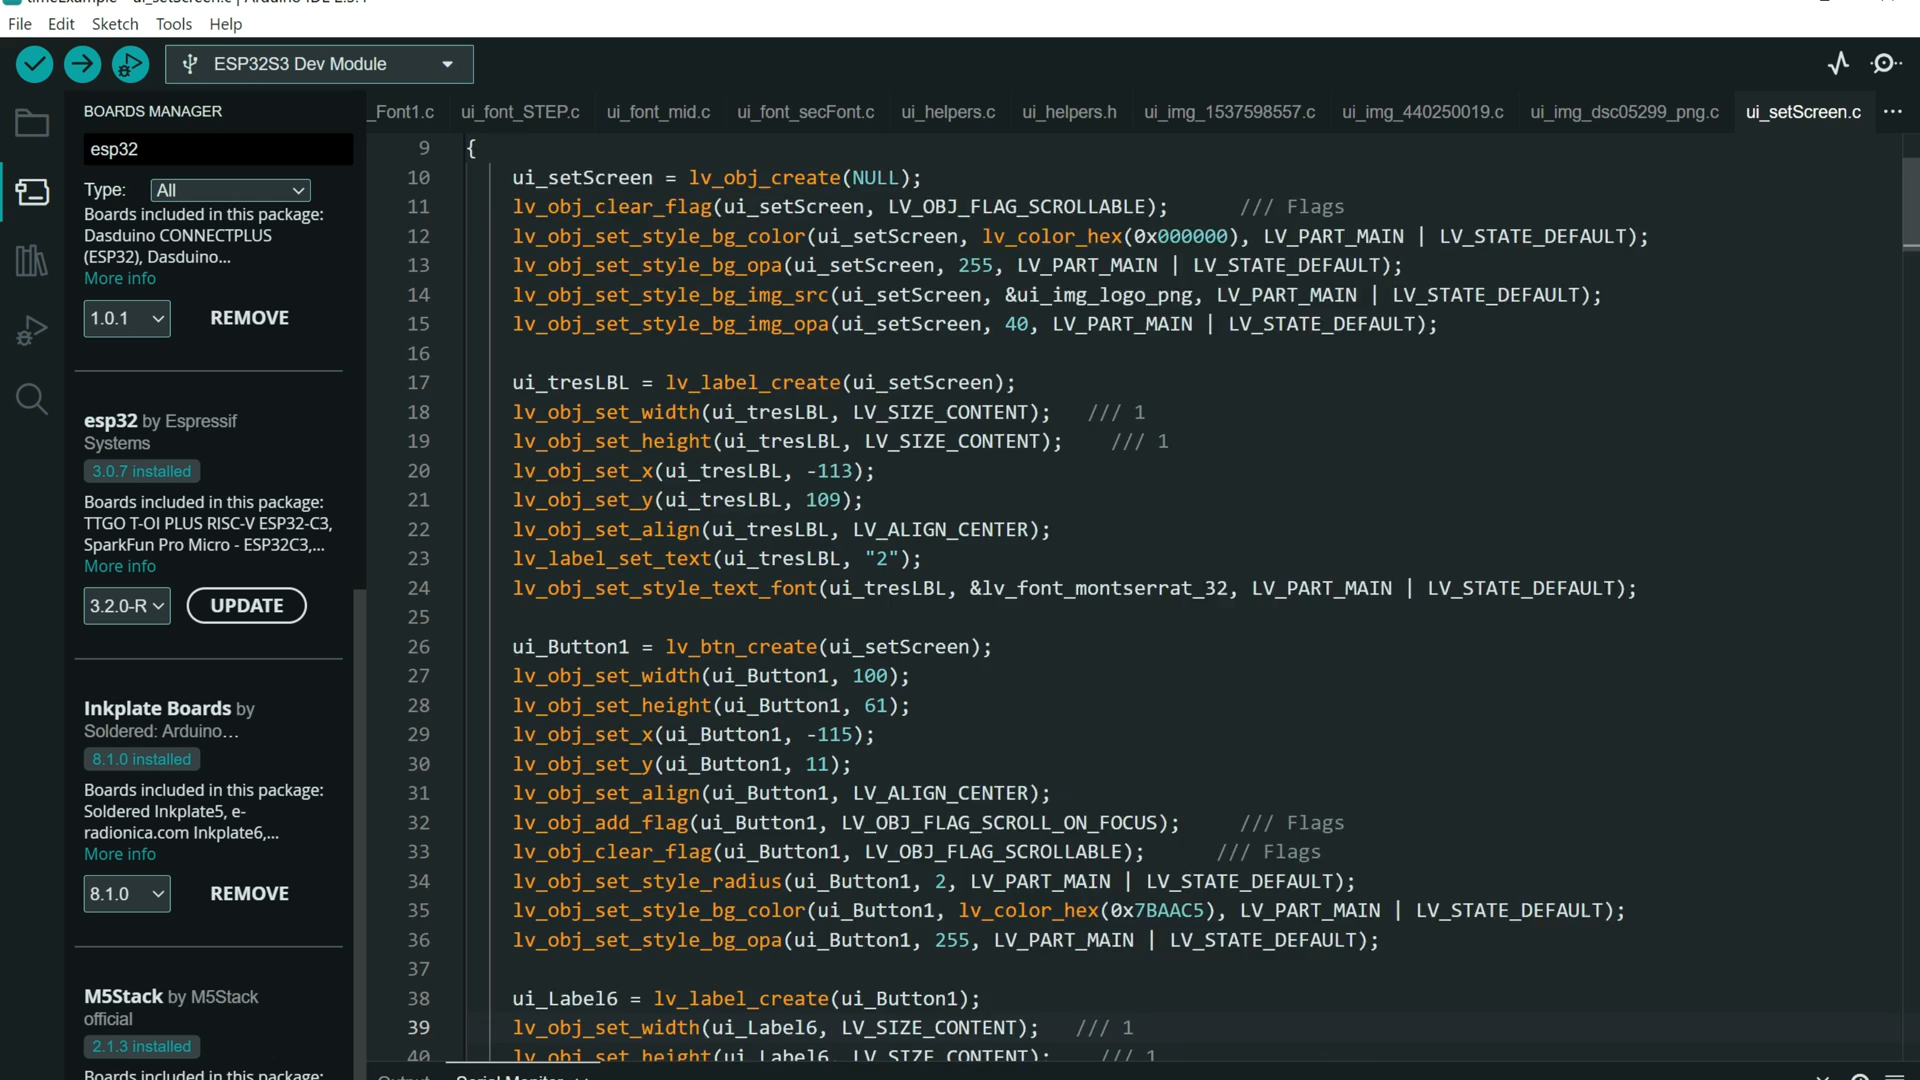 File Edit Sketch Tools Help
ESP32S3 Dev Module
BOARDS MANAGER
esp32
Type: All
Boards included in this package:
Dasduino CONNECTPLUS
(ESP32), Dasduino...
More info
1.0.1 REMOVE
esp32 by Espressif
Systems
3.0.7 installed
Boards included in this package:
TTGO T-OI PLUS RISC-V ESP32-C3,
SparkFun Pro Micro - ESP32C3,...
More info
3.2.0-R UPDATE
Inkplate Boards by
Soldered: Arduino...
8.1.0 installed
Boards included in this package:
Soldered Inkplate5, e-
radionica.com Inkplate6,...
More info
8.1.0 REMOVE
M5Stack by M5Stack
official
2.1.3 installed
Boards included in this package:
_Font1.c ui_font_STEP.c ui_font_mid.c ui_font_secFont.c ui_helpers.c ui_helpers.h ui_img_1537598557.c ui_img_440250019.c ui_img_dsc05299_png.c ui_setScreen.c ...
9 {
10 ui_setScreen = lv_obj_create(NULL);
11 lv_obj_clear_flag(ui_setScreen, LV_OBJ_FLAG_SCROLLABLE); /// Flags
12 lv_obj_set_style_bg_color(ui_setScreen, lv_color_hex(0x000000), LV_PART_MAIN | LV_STATE_DEFAULT);
13 lv_obj_set_style_bg_opa(ui_setScreen, 255, LV_PART_MAIN | LV_STATE_DEFAULT);
14 lv_obj_set_style_bg_img_src(ui_setScreen, &ui_img_logo_png, LV_PART_MAIN | LV_STATE_DEFAULT);
15 lv_obj_set_style_bg_img_opa(ui_setScreen, 40, LV_PART_MAIN | LV_STATE_DEFAULT);
16
17 ui_tresLBL = lv_label_create(ui_setScreen);
18 lv_obj_set_width(ui_tresLBL, LV_SIZE_CONTENT); /// 1
19 lv_obj_set_height(ui_tresLBL, LV_SIZE_CONTENT); /// 1
20 lv_obj_set_x(ui_tresLBL, -113);
21 lv_obj_set_y(ui_tresLBL, 109);
22 lv_obj_set_align(ui_tresLBL, LV_ALIGN_CENTER);
23 lv_label_set_text(ui_tresLBL, "2");
24 lv_obj_set_style_text_font(ui_tresLBL, &lv_font_montserrat_32, LV_PART_MAIN | LV_STATE_DEFAULT);
25
26 ui_Button1 = lv_btn_create(ui_setScreen);
27 lv_obj_set_width(ui_Button1, 100);
28 lv_obj_set_height(ui_Button1, 61);
29 lv_obj_set_x(ui_Button1, -115);
30 lv_obj_set_y(ui_Button1, 11);
31 lv_obj_set_align(ui_Button1, LV_ALIGN_CENTER);
32 lv_obj_add_flag(ui_Button1, LV_OBJ_FLAG_SCROLL_ON_FOCUS); /// Flags
33 lv_obj_clear_flag(ui_Button1, LV_OBJ_FLAG_SCROLLABLE); /// Flags
34 lv_obj_set_style_radius(ui_Button1, 2, LV_PART_MAIN | LV_STATE_DEFAULT);
35 lv_obj_set_style_bg_color(ui_Button1, lv_color_hex(0x7BAAC5), LV_PART_MAIN | LV_STATE_DEFAULT);
36 lv_obj_set_style_bg_opa(ui_Button1, 255, LV_PART_MAIN | LV_STATE_DEFAULT);
37
38 ui_Label6 = lv_label_create(ui_Button1);
39 lv_obj_set_width(ui_Label6, LV_SIZE_CONTENT); /// 1
40 lv_obj_set_height(ui_Label6, LV_SIZE_CONTENT); /// 1